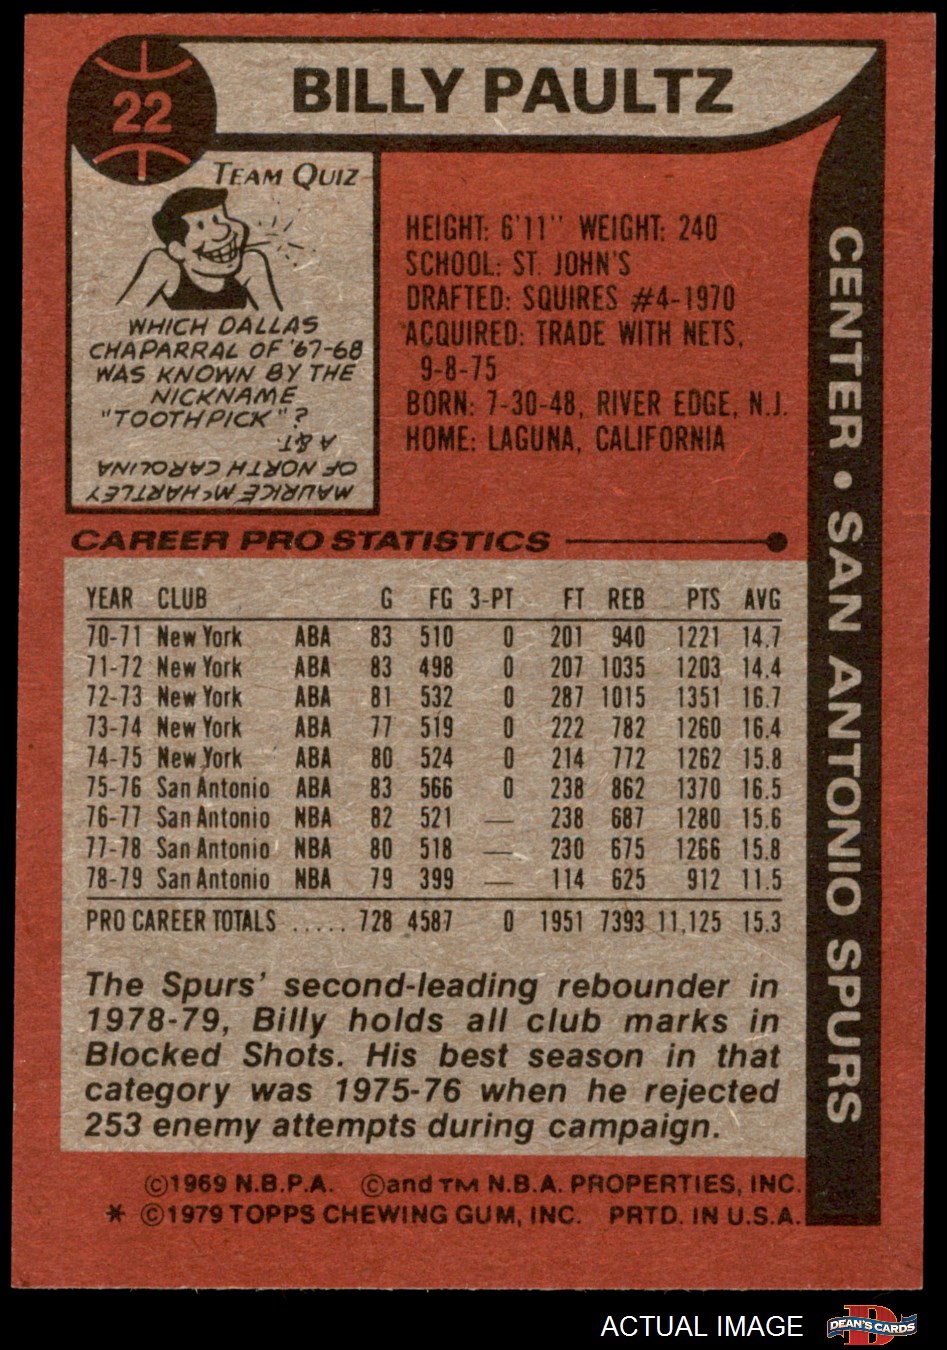 22
BILLY PAULTZ
TEAM QUIZ
WHICH DALLAS
CHAPARRAL OF '67-68
WAS KNOWN BY THE
NICKNAME
"TOOTHPICK"?
MAURICE McHARTLEY
OF NORTH CAROLINA
A & T.
HEIGHT: 6'11" WEIGHT: 240
SCHOOL: ST. JOHN'S
DRAFTED: SQUIRES #4-1970
ACQUIRED: TRADE WITH NETS,
9-8-75
BORN: 7-30-48, RIVER EDGE, N.J.
HOME: LAGUNA, CALIFORNIA
CENTER • SAN ANTONIO SPURS
CAREER PRO STATISTICS
YEAR CLUB G FG 3-PT FT REB PTS AVG
70-71 New York ABA 83 510 0 201 940 1221 14.7
71-72 New York ABA 83 498 0 207 1035 1203 14.4
72-73 New York ABA 81 532 0 287 1015 1351 16.7
73-74 New York ABA 77 519 0 222 782 1260 16.4
74-75 New York ABA 80 524 0 214 772 1262 15.8
75-76 San Antonio ABA 83 566 0 238 862 1370 16.5
76-77 San Antonio NBA 82 521 — 238 687 1280 15.6
77-78 San Antonio NBA 80 518 — 230 675 1266 15.8
78-79 San Antonio NBA 79 399 — 114 625 912 11.5
PRO CAREER TOTALS ..... 728 4587 0 1951 7393 11,125 15.3
The Spurs' second-leading rebounder in
1978-79, Billy holds all club marks in
Blocked Shots. His best season in that
category was 1975-76 when he rejected
253 enemy attempts during campaign.
©1969 N.B.P.A. ©and TM N.B.A. PROPERTIES, INC.
* ©1979 TOPPS CHEWING GUM, INC. PRTD. IN U.S.A.
ACTUAL IMAGE
D
DEAN'S CARDS